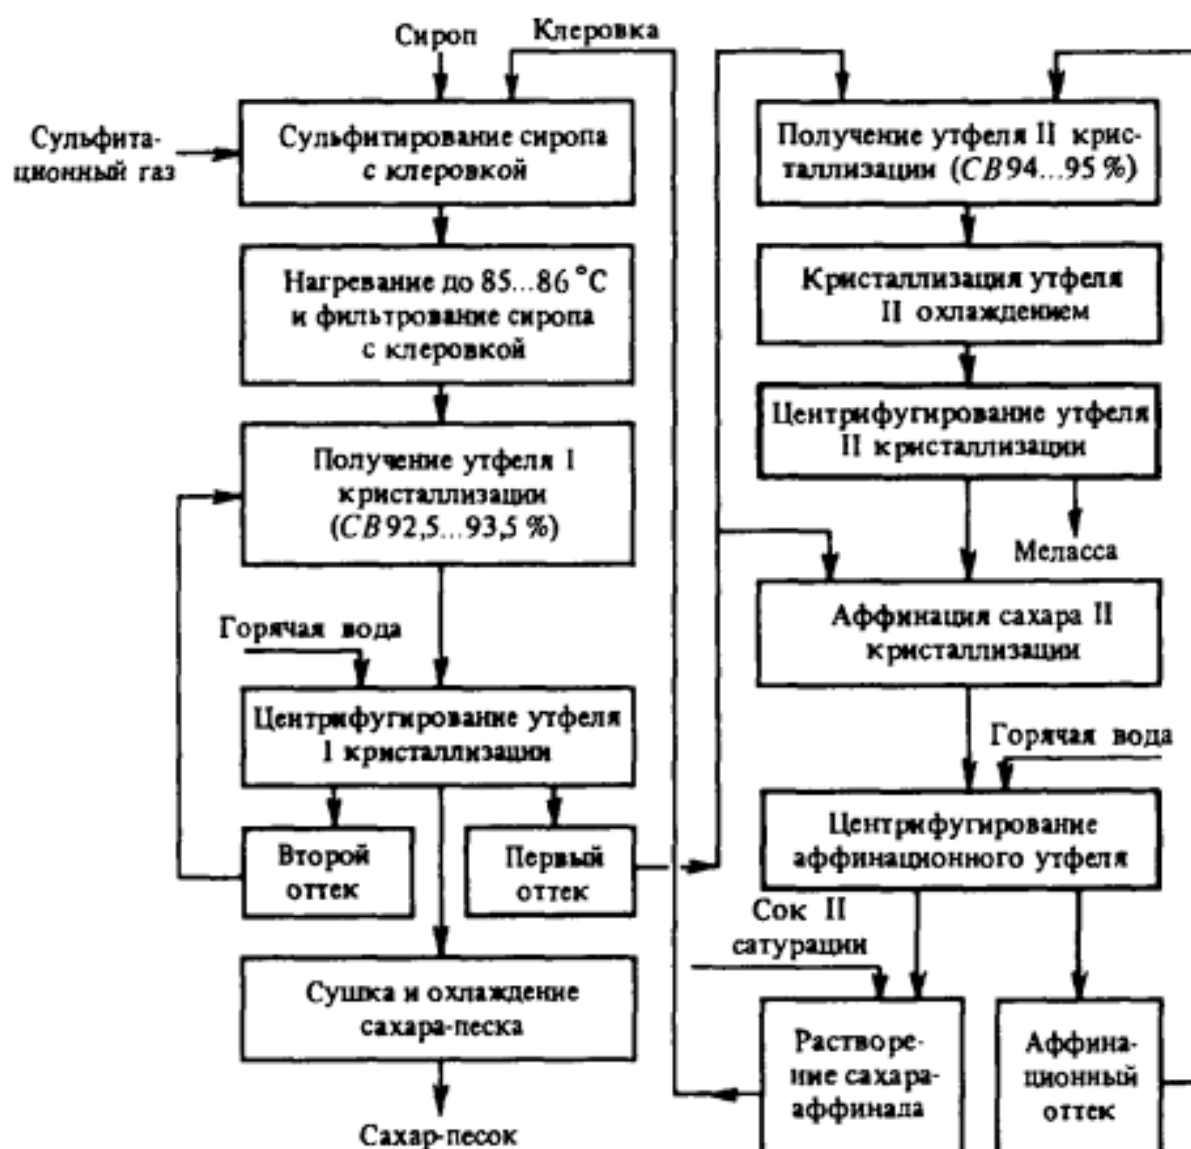 Сироп
Клеровка
Сульфита-
ционный газ
Сульфитирование сиропа
с клеровкой
Нагревание до 85...86 °С
и фильтрование сиропа
с клеровкой
Получение утфеля I
кристаллизации
(СВ 92,5...93,5 %)
Горячая вода
Центрифугирование утфеля
I кристаллизации
Второй
оттек
Первый
оттек
Сушка и охлаждение
сахара-песка
Сахар-песок
Получение утфеля II крис-
таллизации (СВ 94...95 %)
Кристаллизация утфеля
II охлаждением
Центрифугирование утфеля
II кристаллизации
Меласса
Аффинация сахара II
кристаллизации
Горячая вода
Центрифугирование
аффинационного утфеля
Сок II
сатурации
Растворе-
ние сахара-
аффинала
Аффина-
ционный
оттек